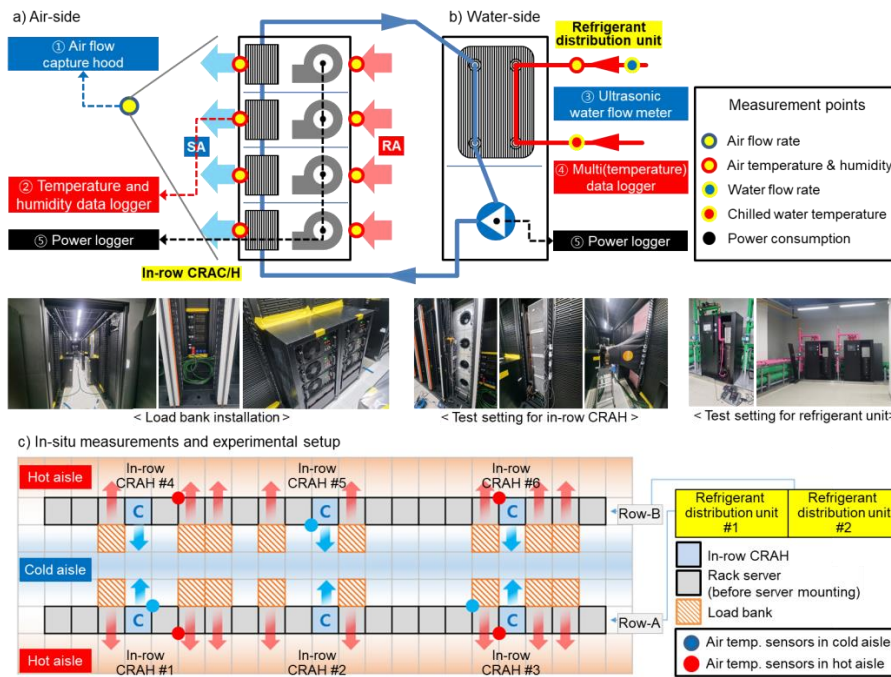 a) Air-side
① Air flow
capture hood
② Temperature and
humidity data logger
⑤ Power logger
In-row CRAC/H
SA
RA
b) Water-side
Refrigerant
distribution unit
③ Ultrasonic
water flow meter
④ Multi(temperature)
data logger
⑤ Power logger
Measurement points
Air flow rate
Air temperature & humidity
Water flow rate
Chilled water temperature
Power consumption
< Load bank installation >
< Test setting for in-row CRAH >
< Test setting for refrigerant unit>
c) In-situ measurements and experimental setup
Hot aisle
In-row
CRAH #4
In-row
CRAH #5
In-row
CRAH #6
C
C
C
Row-B
Cold aisle
C
C
C
Row-A
Hot aisle
In-row
CRAH #1
In-row
CRAH #2
In-row
CRAH #3
Refrigerant
distribution unit
#1
Refrigerant
distribution unit
#2
In-row CRAH
Rack server
(before server mounting)
Load bank
Air temp. sensors in cold aisle
Air temp. sensors in hot aisle